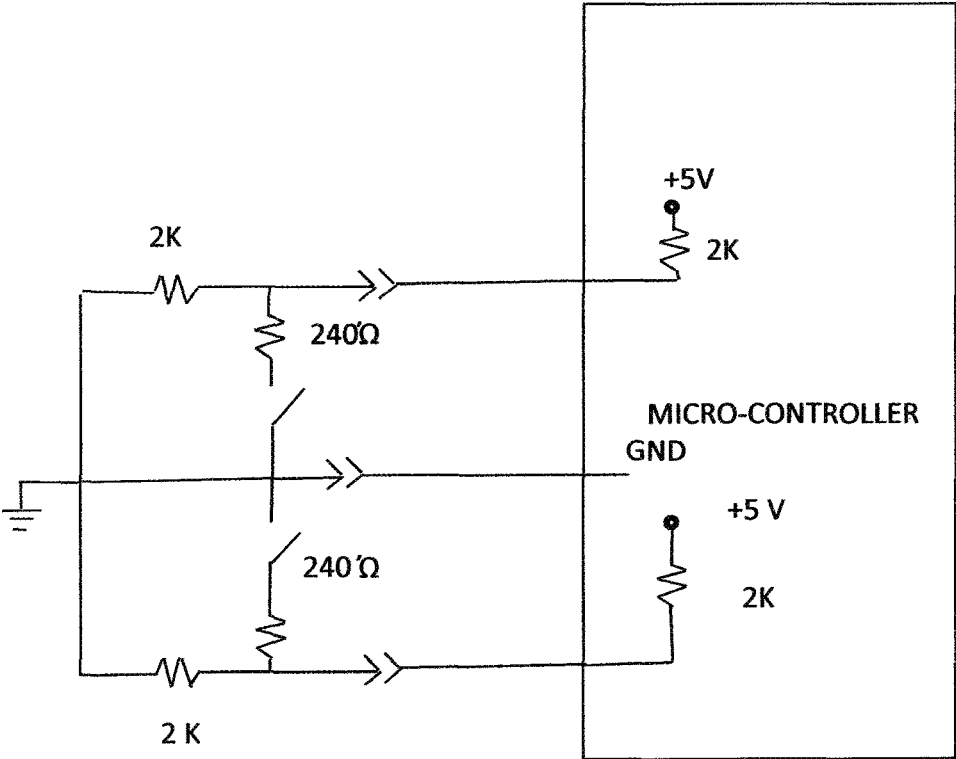 +5V
2K
2K
240Ω
MICRO-CONTROLLER
GND
+5 V
240Ω
2K
2 K